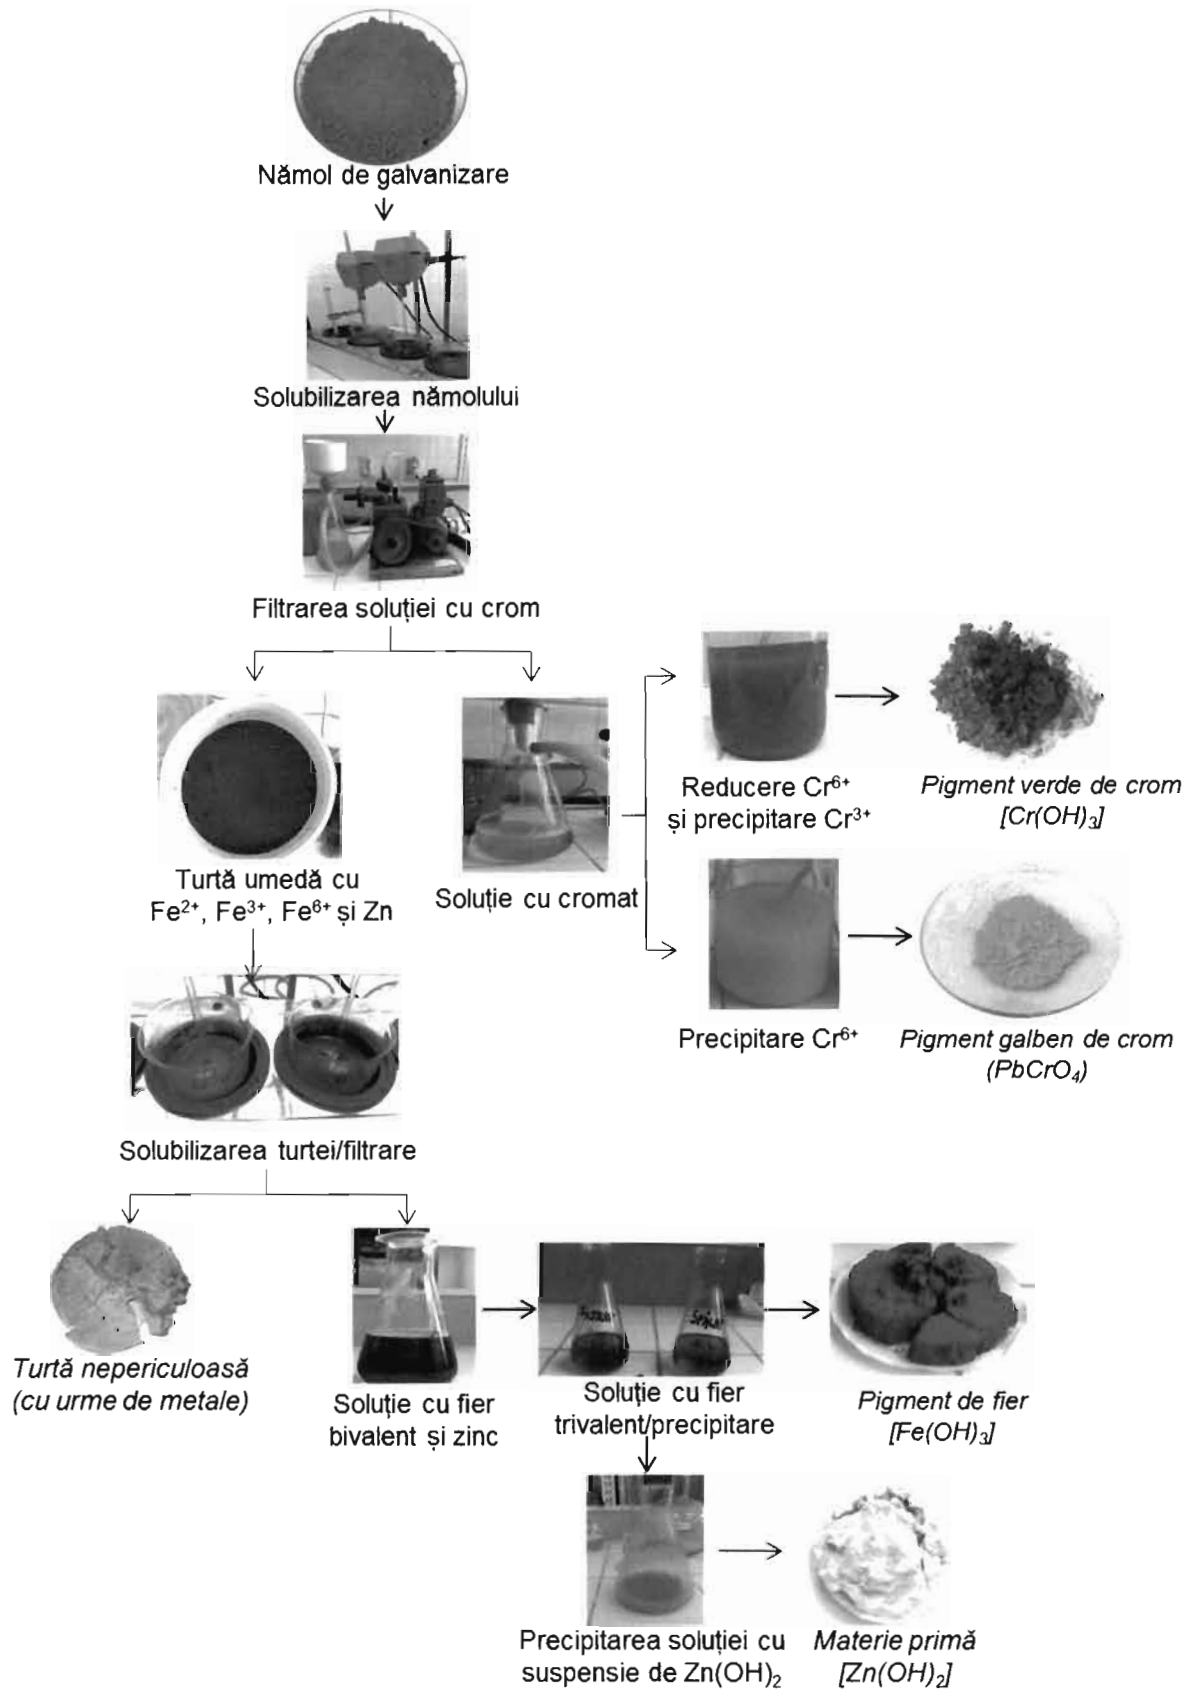 Nămol de galvanizare
Solubilizarea nămolului
Filtrarea soluției cu crom
Turtă umedă cu
Fe²⁺, Fe³⁺, Fe⁶⁺ și Zn
Soluție cu cromat
Reducere Cr⁶⁺
și precipitare Cr³⁺
Pigment verde de crom
[Cr(OH)₃]
Precipitare Cr⁶⁺
Pigment galben de crom
(PbCrO₄)
Solubilizarea turtei/filtrare
Turtă nepericuloasă
(cu urme de metale)
Soluție cu fier
bivalent și zinc
Soluție cu fier
trivalent/precipitare
Pigment de fier
[Fe(OH)₃]
Precipitarea soluției cu
suspensie de Zn(OH)₂
Materie primă
[Zn(OH)₂]